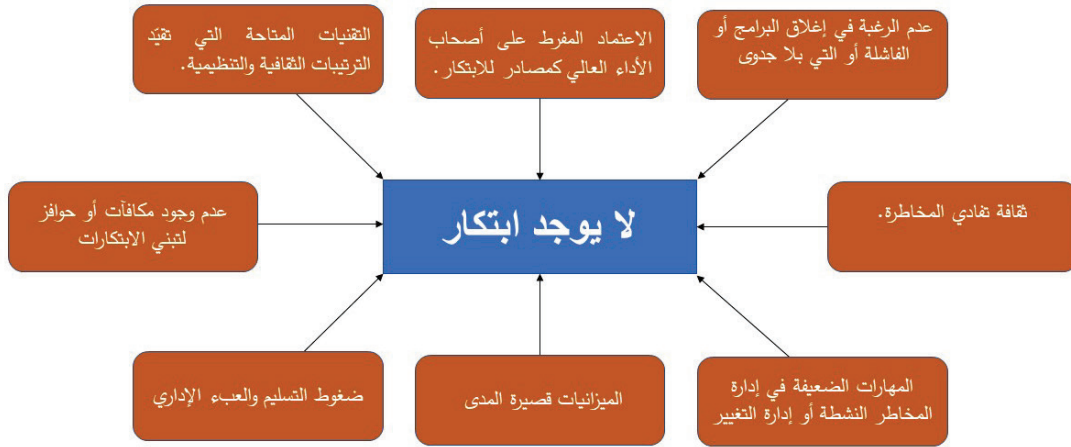 عدم الرغبة في إغلاق البرامج أو
الفاشلة أو التي بلا جدوى
الاعتماد المفرط على أصحاب
الأداء العالي كمصادر للابتكار.
التقنيات المتاحة التي تقيّد
الترتيبات الثقافية والتنظيمية.
ثقافة تفادي المخاطرة.
لا يوجد ابتكار
عدم وجود مكافآت أو حوافز
لتبني الابتكارات
المهارات الضعيفة في إدارة
المخاطر النشطة أو إدارة التغيير
الميزانيات قصيرة المدى
ضغوط التسليم والعبء الإداري